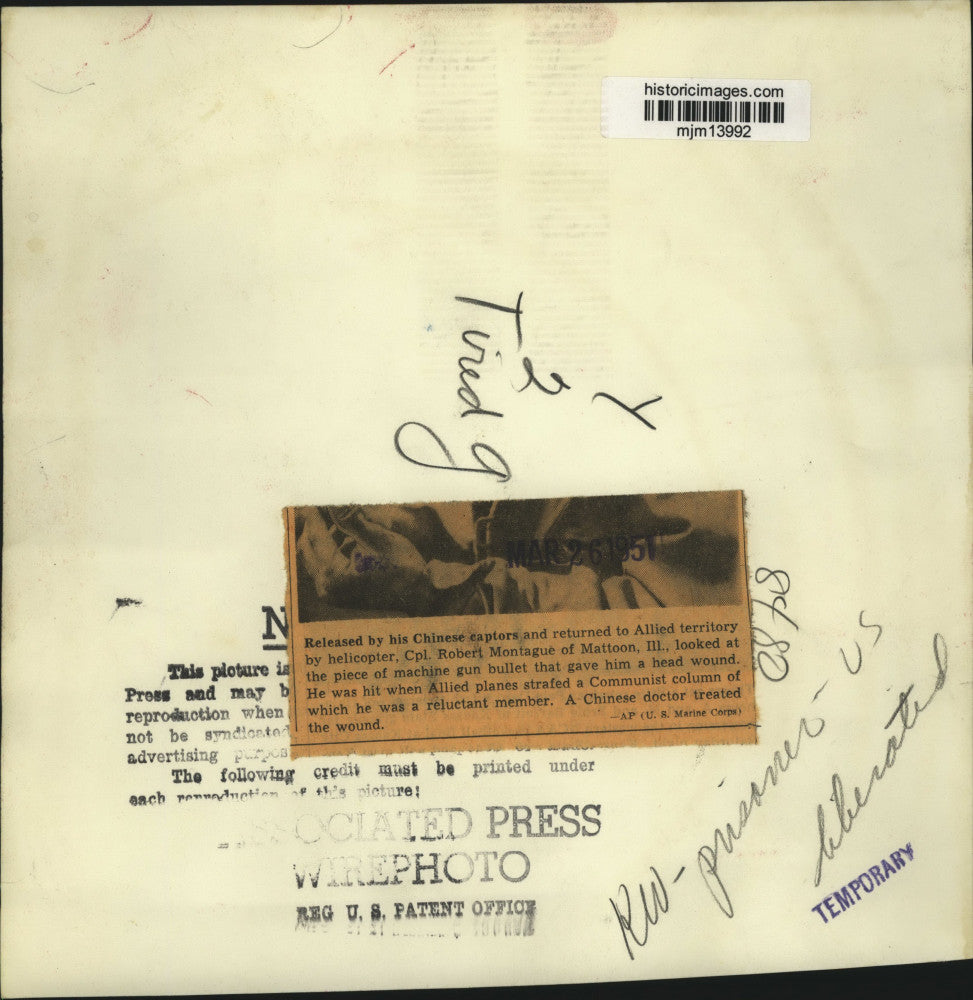 historicimages.com
mjm13992
MAR 26 1951
Released by his Chinese captors and returned to Allied territory
by helicopter, Cpl. Robert Montague of Mattoon, Ill., looked at
the piece of machine gun bullet that gave him a head wound.
He was hit when Allied planes strafed a Communist column of
which he was a reluctant member. A Chinese doctor treated
the wound.
—AP (U. S. Marine Corps)
N
This picture is
Press and may b
reproduction when
not be syndicated
advertising purpos
The following credit must be printed under
each reproduction of this picture:
ASSOCIATED PRESS
WIREPHOTO
REG U. S. PATENT OFFICE
KW - prisoner - US
liberated
TEMPORARY